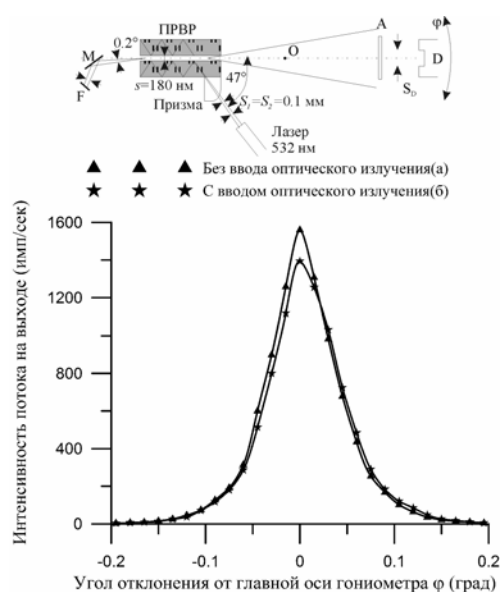 ПРВР
A
φ
0.2°
M
O
D
F
s=180 нм
47°
S_D
Призма
S₁=S₂=0.1 мм
Лазер
532 нм
Без ввода оптического излучения(а)
С вводом оптического излучения(б)
Интенсивность потока на выходе (имп/сек)
1600
1200
800
400
0
-0.2
-0.1
0
0.1
0.2
Угол отклонения от главной оси гониометра φ (град)